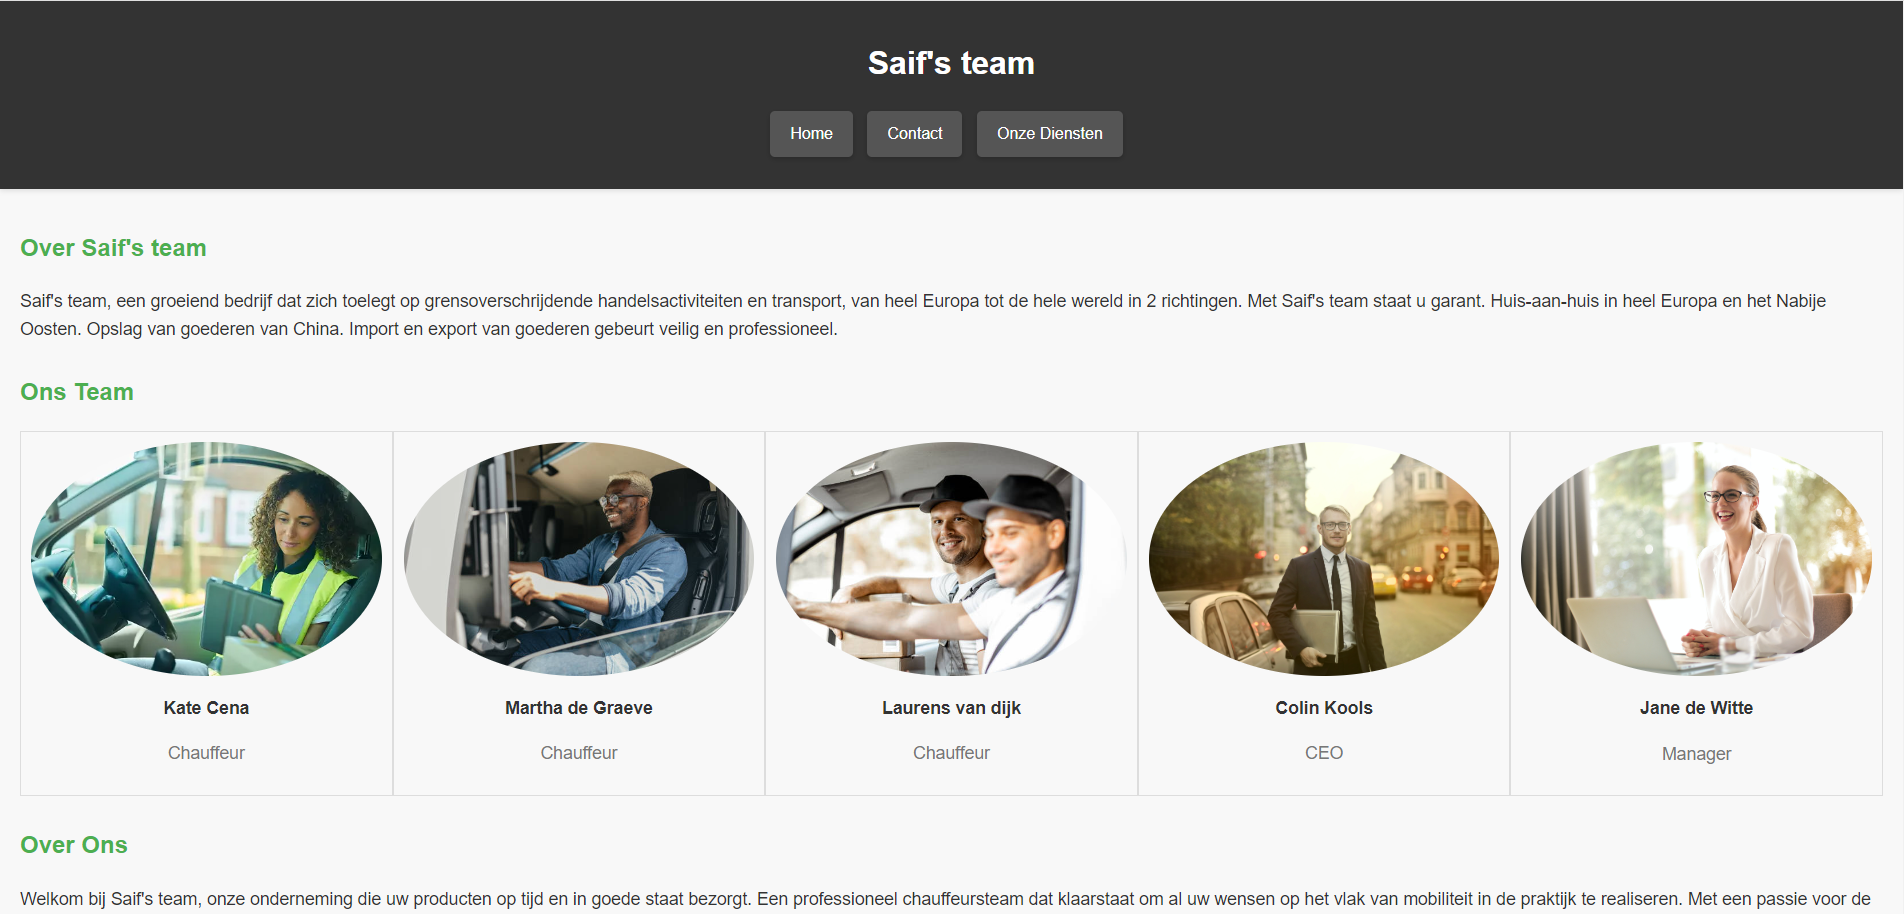 Saif's team
Home
Contact
Onze Diensten
Over Saif's team
Saif's team, een groeiend bedrijf dat zich toelegt op grensoverschrijdende handelsactiviteiten en transport, van heel Europa tot de hele wereld in 2 richtingen. Met Saif's team staat u garant. Huis-aan-huis in heel Europa en het Nabije
Oosten. Opslag van goederen van China. Import en export van goederen gebeurt veilig en professioneel.
Ons Team
Kate Cena
Chauffeur
Martha de Graeve
Chauffeur
Laurens van dijk
Chauffeur
Colin Kools
CEO
Jane de Witte
Manager
Over Ons
Welkom bij Saif's team, onze onderneming die uw producten op tijd en in goede staat bezorgt. Een professioneel chauffeursteam dat klaarstaat om al uw wensen op het vlak van mobiliteit in de praktijk te realiseren. Met een passie voor de